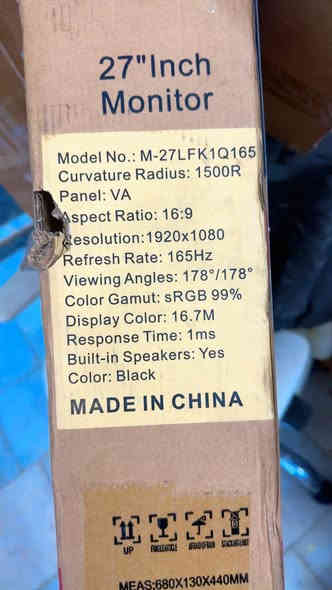 27"Inch
Monitor
Model No.: M-27LFK1Q165
Curvature Radius: 1500R
Panel: VA
Aspect Ratio: 16:9
Resolution:1920x1080
Refresh Rate: 165Hz
Viewing Angles: 178°/178°
Color Gamut: sRGB 99%
Display Color: 16.7M
Response Time: 1ms
Built-in Speakers: Yes
Color: Black
MADE IN CHINA
UP
MEAS:680X130X440MM